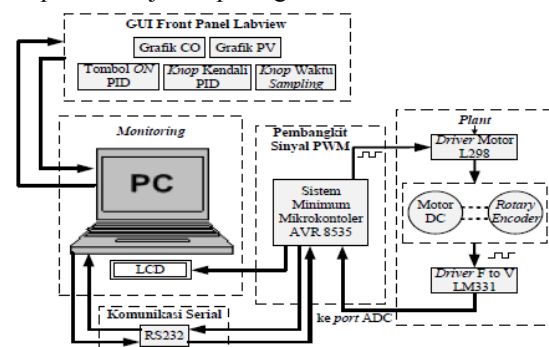 GUI Front Panel Labview
Grafik CO
Grafik PV
Tombol ON
PID
Knop Kendali
PID
Knop Waktu
Sampling
Monitoring
PC
LCD
Komunikasi Serial
RS232
Pembangkit
Sinyal PWM
Sistem
Minimum
Mikrokontoler
AVR 8535
ke port ADC
Plant
Driver Motor
L298
Motor
DC
Rotary
Encoder
Driver F to V
LM331